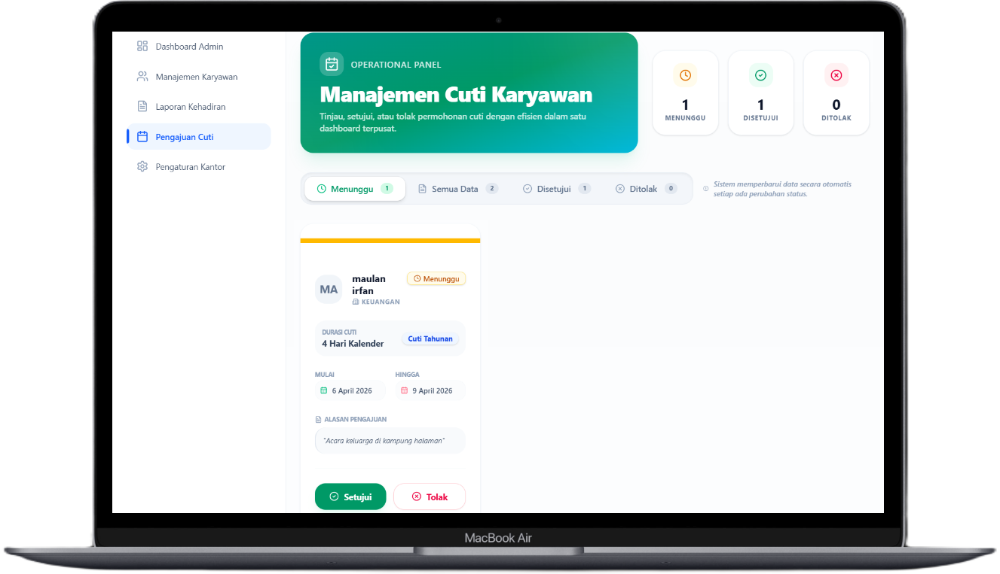 Dashboard Admin
Manajemen Karyawan
Laporan Kehadiran
Pengajuan Cuti
Pengaturan Kantor
OPERATIONAL PANEL
Manajemen Cuti Karyawan
Tinjau, setujui, atau tolak permohonan cuti dengan efisien dalam satu
dashboard terpusat.
1
MENUNGGU
1
DISETUJUI
0
DITOLAK
Menunggu 1
Semua Data 2
Disetujui 1
Ditolak 0
Sistem memperbarui data secara otomatis
setiap ada perubahan status.
MA
maulan
irfan
KEUANGAN
Menunggu
DURASI CUTI
4 Hari Kalender
Cuti Tahunan
MULAI
6 April 2026
HINGGA
9 April 2026
ALASAN PENGAJUAN
"Acara keluarga di kampung halaman"
Setujui
Tolak
MacBook Air